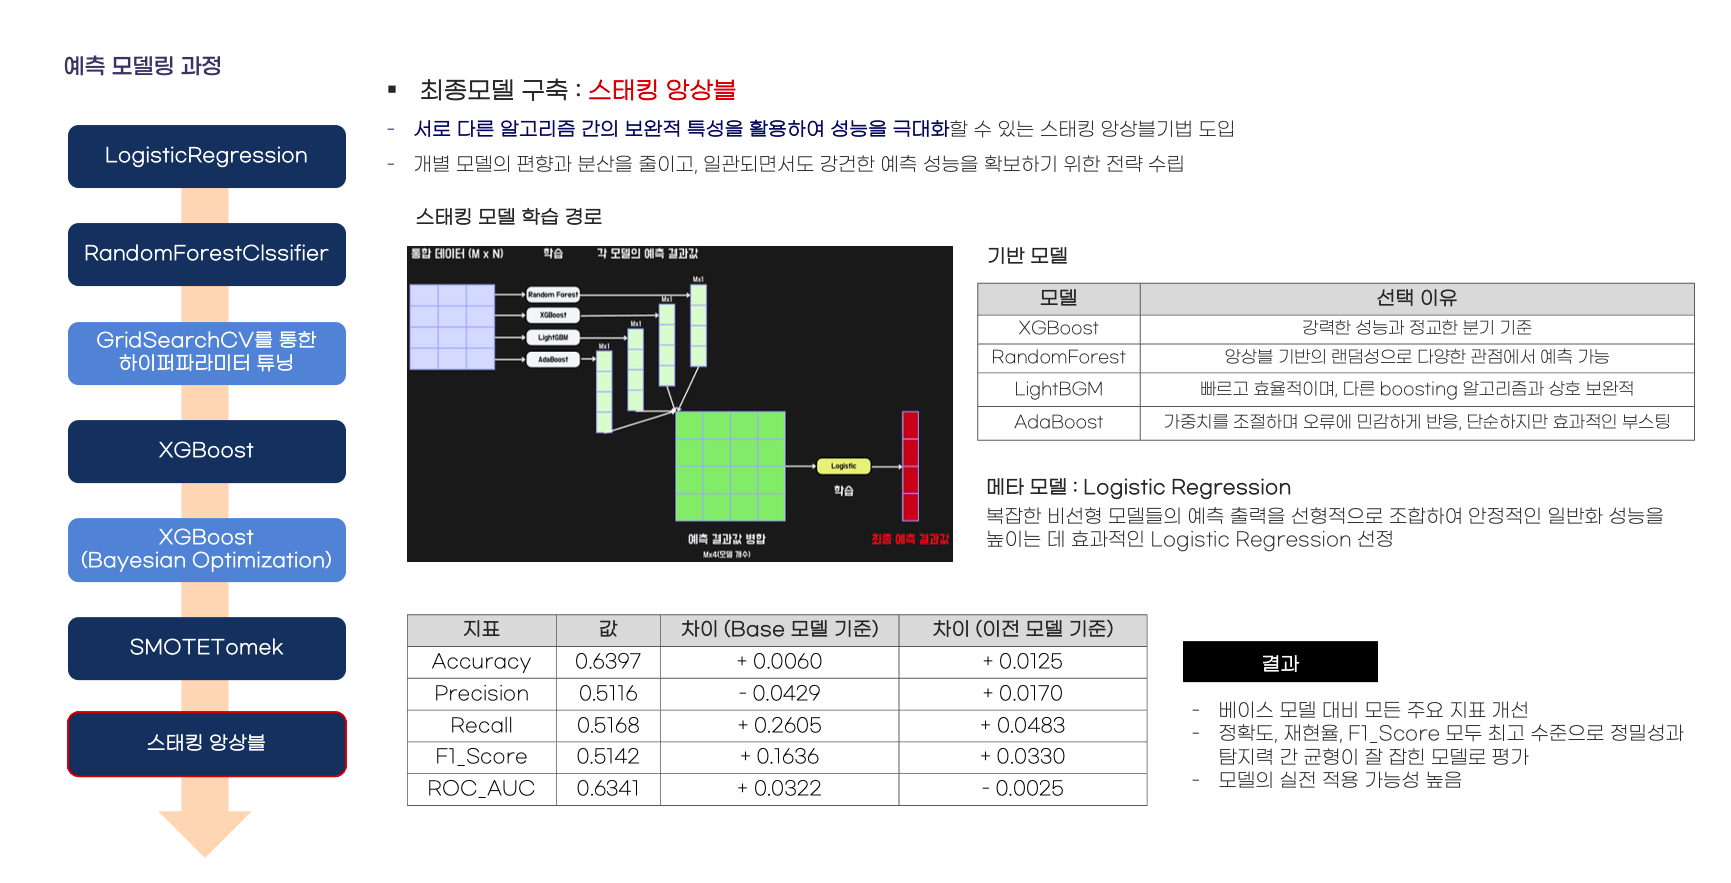 예측 모델링 과정
LogisticRegression
RandomForestClssifier
GridSearchCV를 통한
하이퍼파라미터 튜닝
XGBoost
XGBoost
(Bayesian Optimization)
SMOTETomek
스태킹 앙상블
▪ 최종모델 구축 : 스태킹 앙상블
- 서로 다른 알고리즘 간의 보완적 특성을 활용하여 성능을 극대화할 수 있는 스태킹 앙상블기법 도입
- 개별 모델의 편향과 분산을 줄이고, 일관되면서도 강건한 예측 성능을 확보하기 위한 전략 수립
스태킹 모델 학습 경로
통합 데이터 (M x N) 학습 각 모델의 예측 결과값
Mx1
Random Forest
Mx1
XGBoost
Mx1
LightGBM
Mx1
AdaBoost
Logistic
학습
예측 결과값 병합
Mx4(모델 개수)
최종 예측 결과값
기반 모델
모델 선택 이유
XGBoost 강력한 성능과 정교한 분기 기준
RandomForest 앙상블 기반의 랜덤성으로 다양한 관점에서 예측 가능
LightBGM 빠르고 효율적이며, 다른 boosting 알고리즘과 상호 보완적
AdaBoost 가중치를 조절하며 오류에 민감하게 반응, 단순하지만 효과적인 부스팅
메타 모델 : Logistic Regression
복잡한 비선형 모델들의 예측 출력을 선형적으로 조합하여 안정적인 일반화 성능을
높이는 데 효과적인 Logistic Regression 선정
지표 값 차이 (Base 모델 기준) 차이 (이전 모델 기준)
Accuracy 0.6397 + 0.0060 + 0.0125
Precision 0.5116 - 0.0429 + 0.0170
Recall 0.5168 + 0.2605 + 0.0483
F1_Score 0.5142 + 0.1636 + 0.0330
ROC_AUC 0.6341 + 0.0322 - 0.0025
결과
- 베이스 모델 대비 모든 주요 지표 개선
- 정확도, 재현율, F1_Score 모두 최고 수준으로 정밀성과
탐지력 간 균형이 잘 잡힌 모델로 평가
- 모델의 실전 적용 가능성 높음